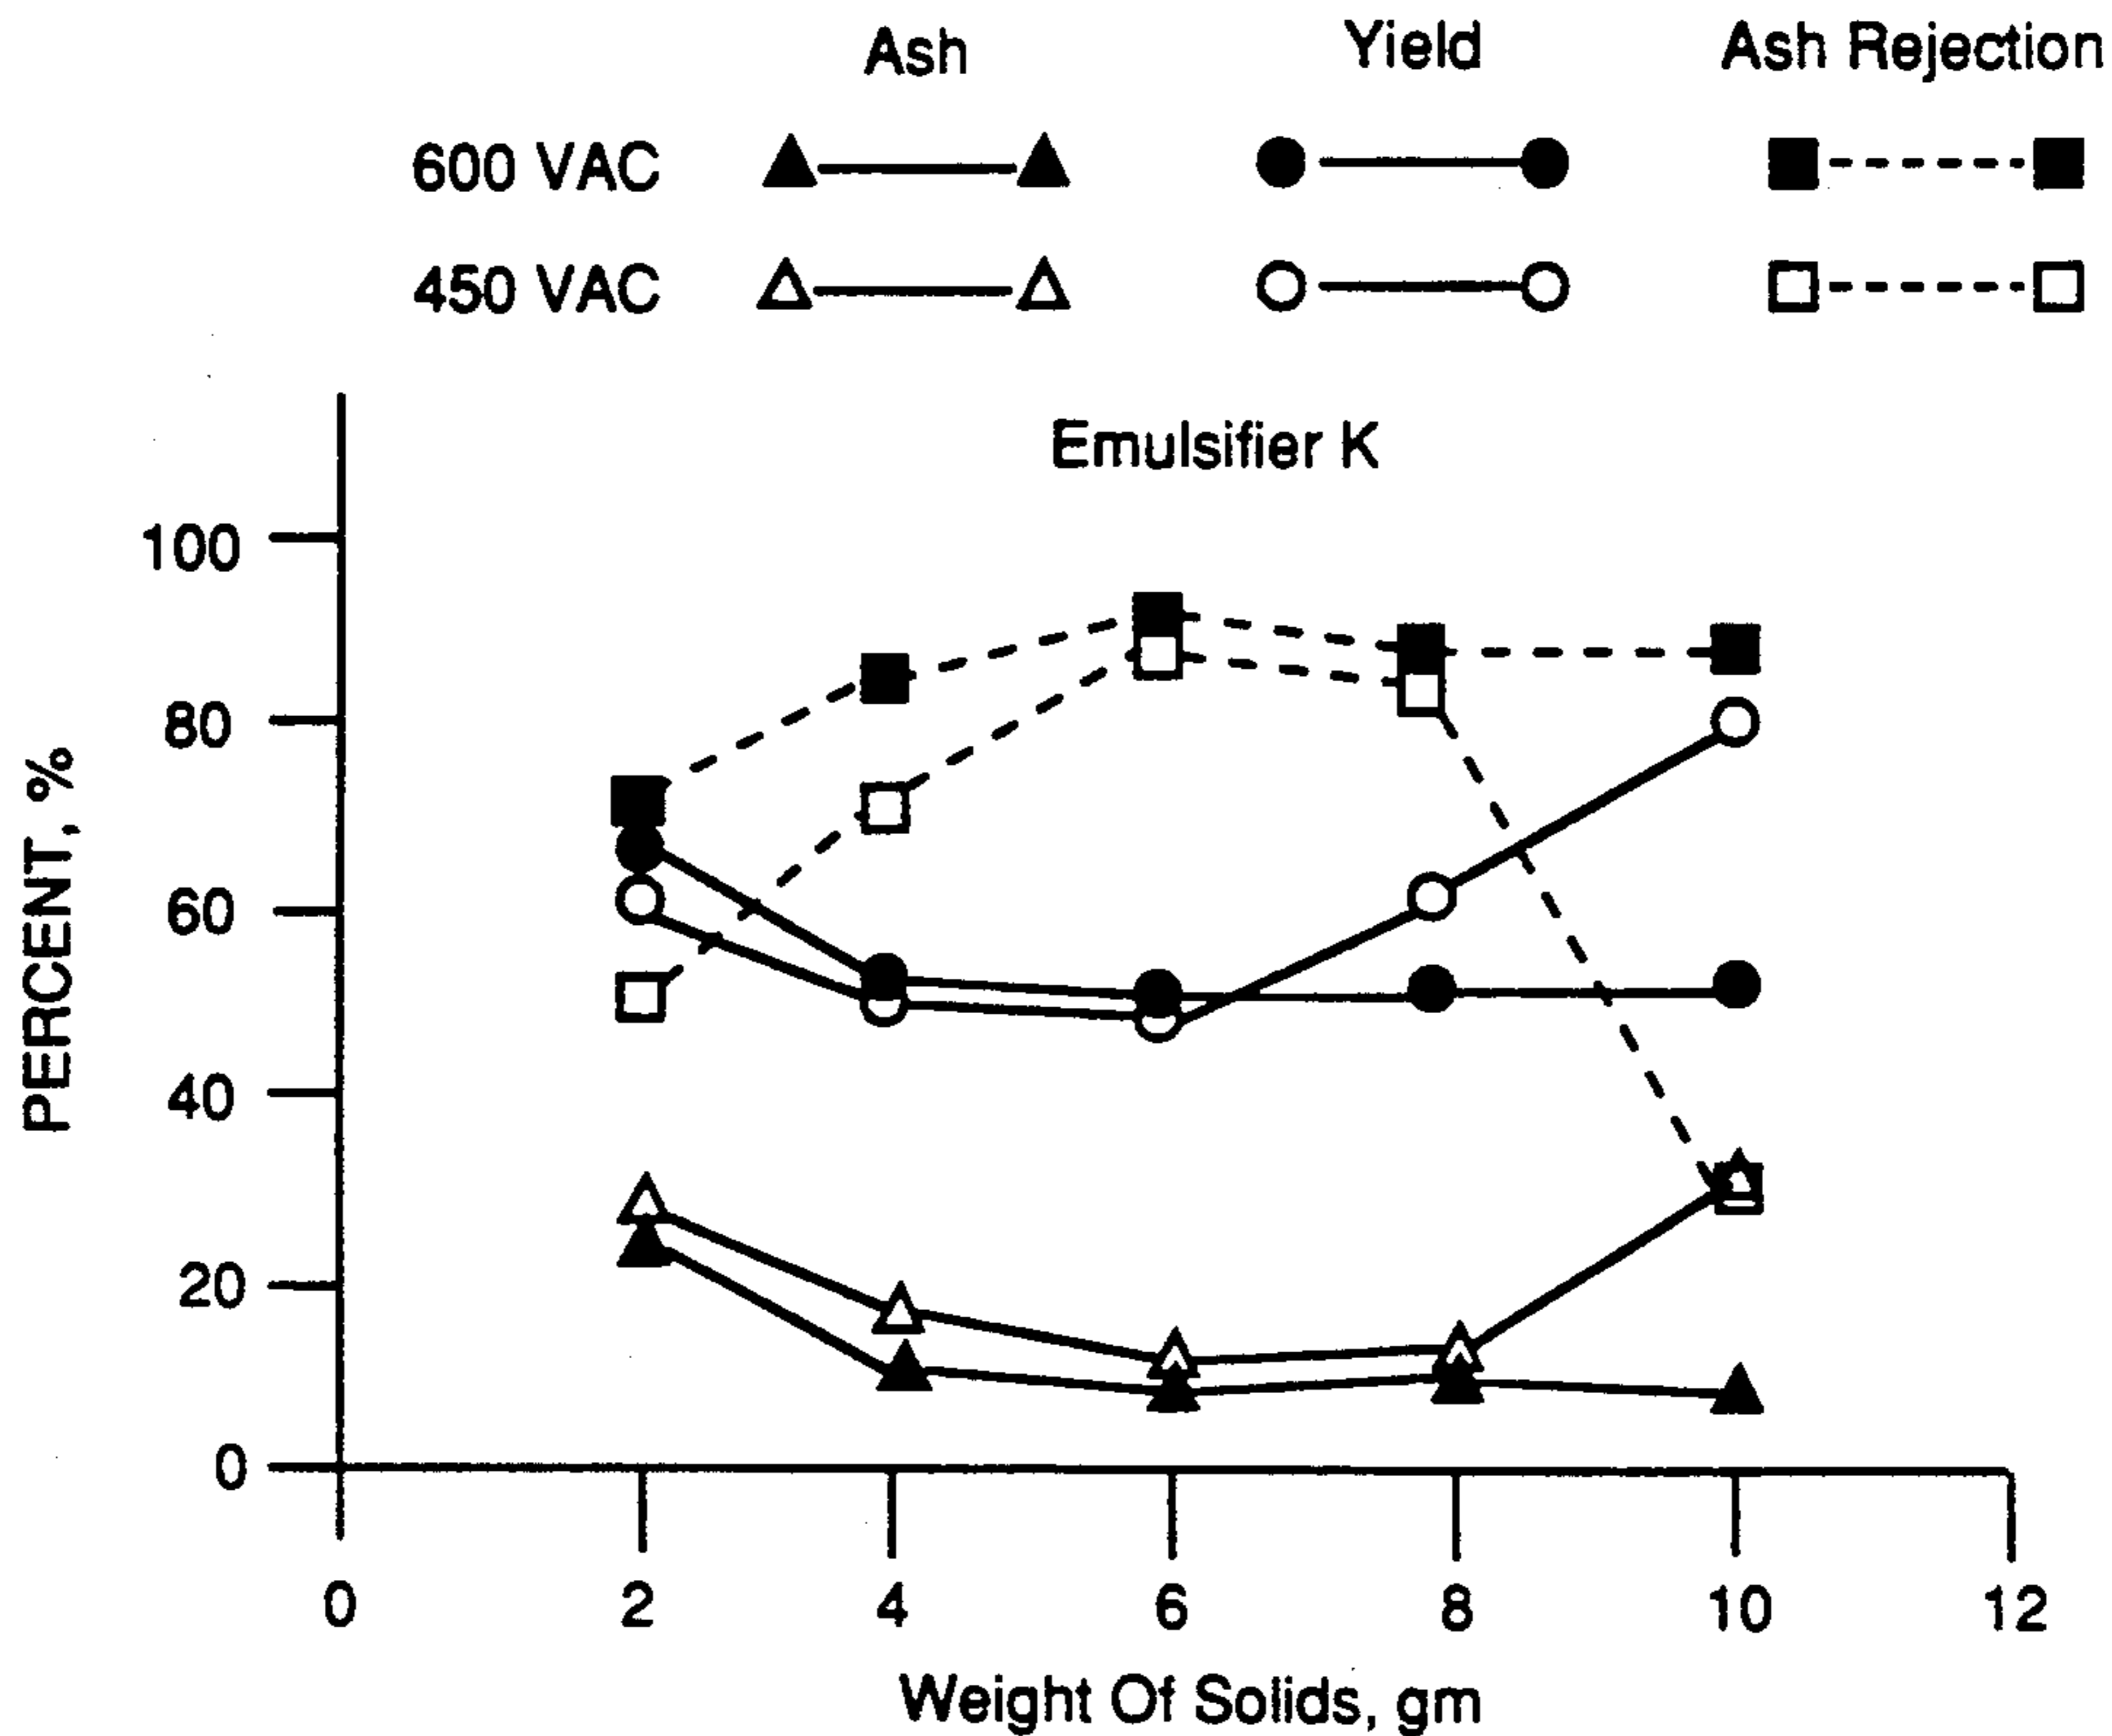 Ash Yield Ash Rejection
600 VAC
450 VAC
Emulsifier K
100
80
60
40
20
0
PERCENT, %
0 2 4 6 8 10 12
Weight Of Solids, gm